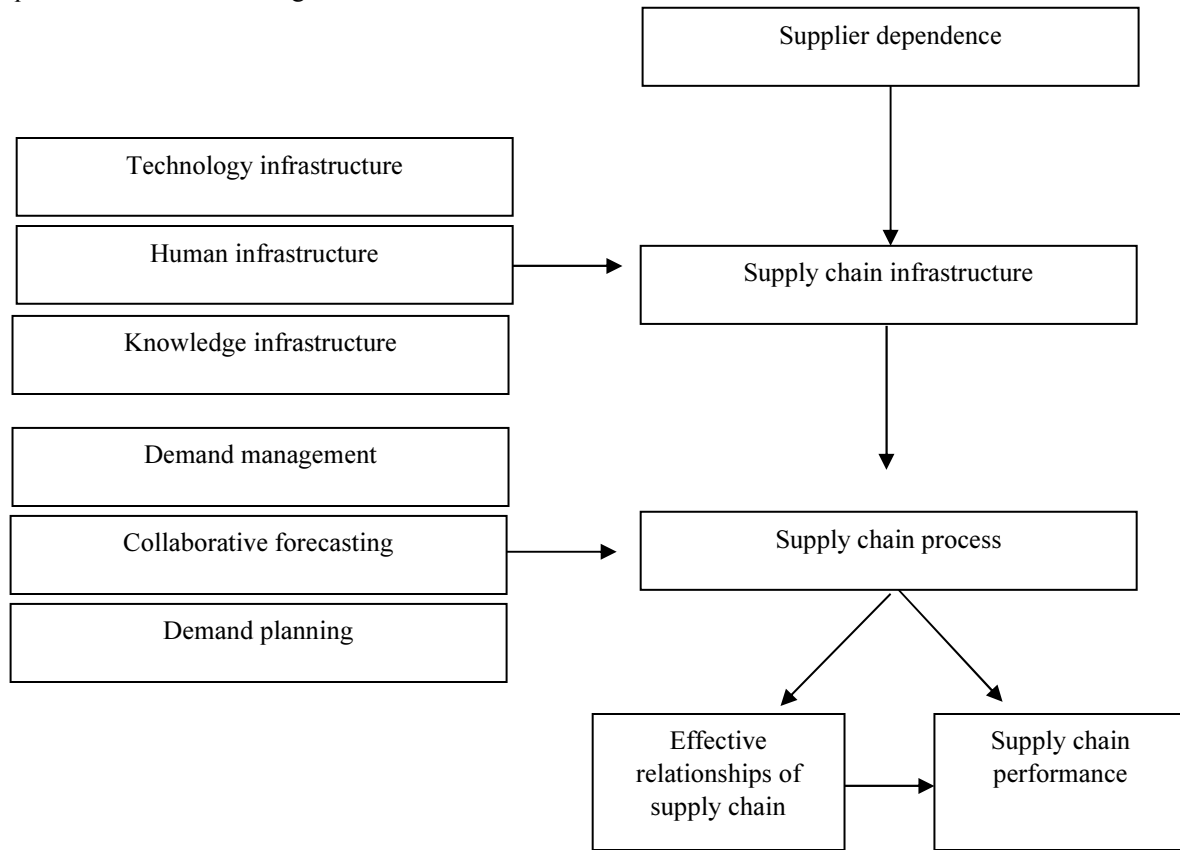 Supplier dependence
Technology infrastructure
Human infrastructure
Supply chain infrastructure
Knowledge infrastructure
Demand management
Collaborative forecasting
Supply chain process
Demand planning
Effective
relationships of
supply chain
Supply chain
performance